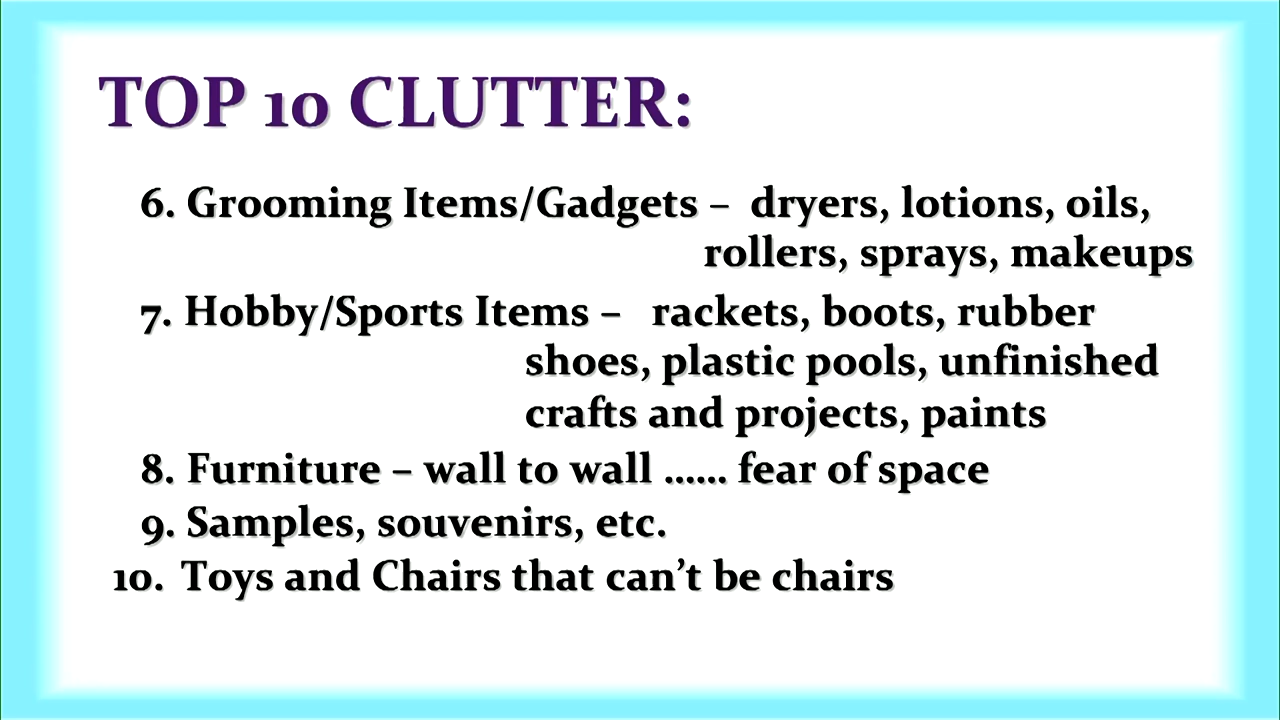 TOP 10 CLUTTER:
6. Grooming Items/Gadgets – dryers, lotions, oils,
rollers, sprays, makeups
7. Hobby/Sports Items – rackets, boots, rubber
shoes, plastic pools, unfinished
crafts and projects, paints
8. Furniture – wall to wall ...... fear of space
9. Samples, souvenirs, etc.
10. Toys and Chairs that can’t be chairs